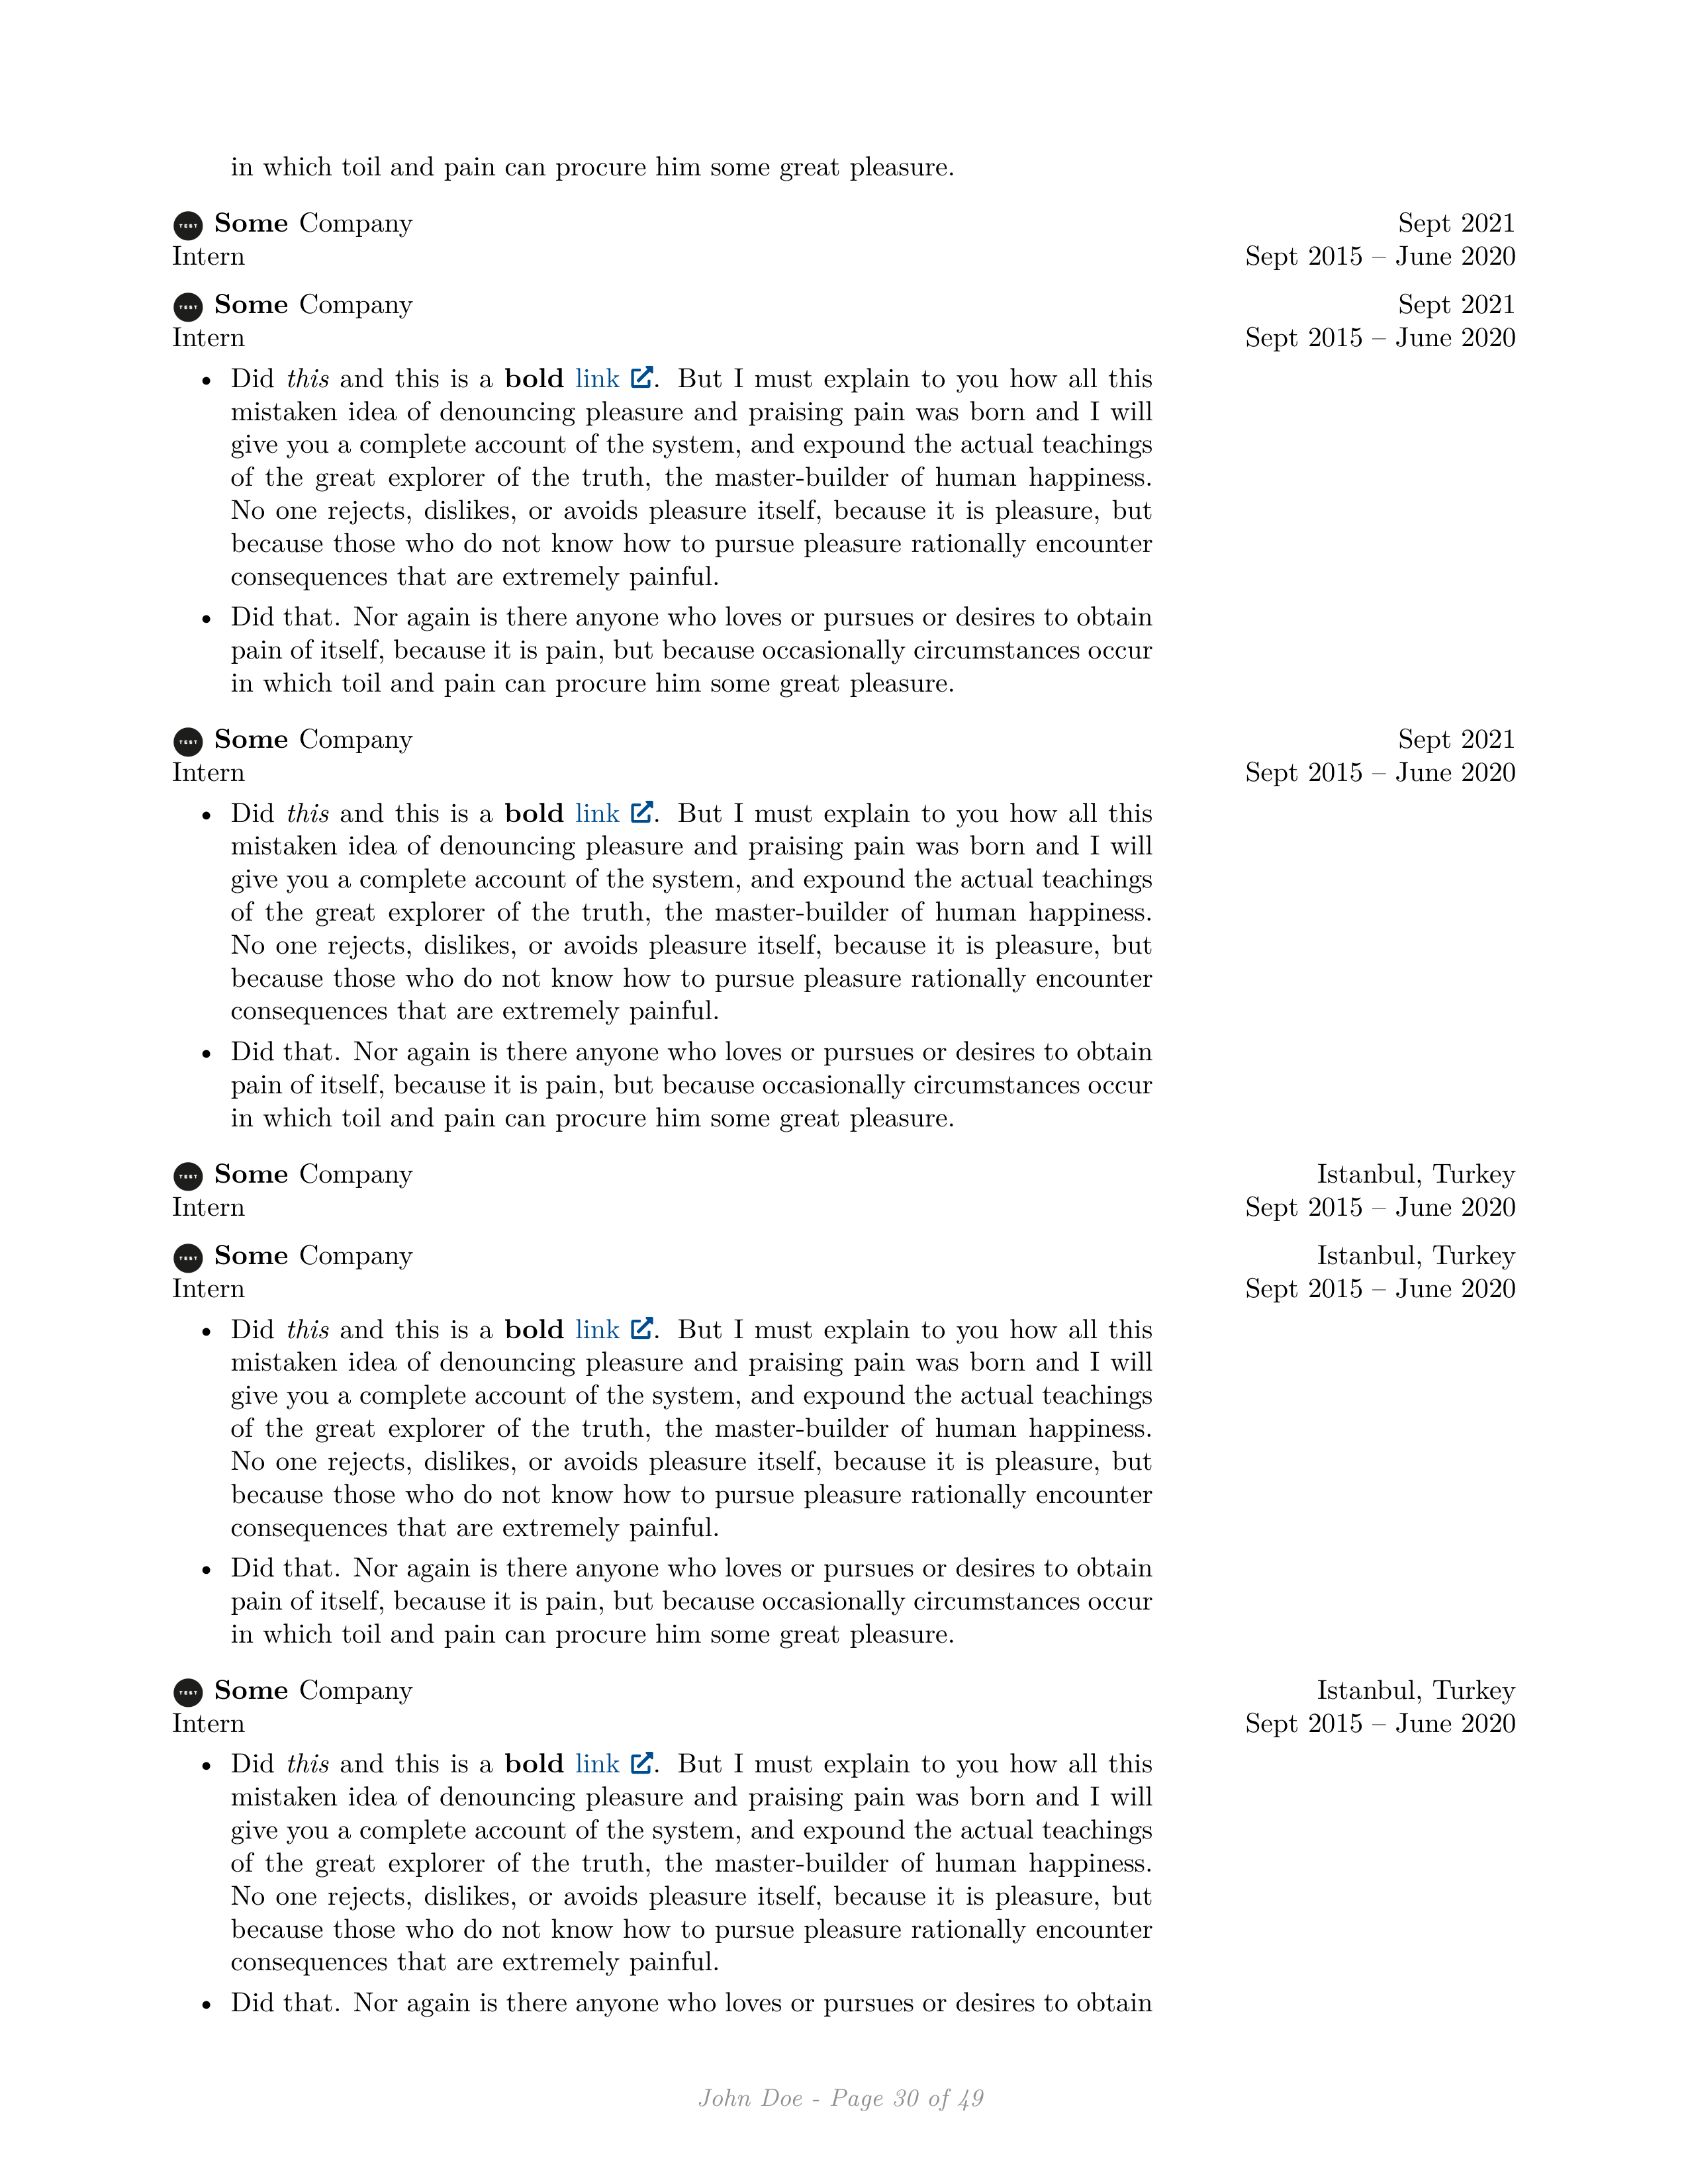 in which toil and pain can procure him some great pleasure.
TEST Some Company Sept 2021
Intern Sept 2015 – June 2020
TEST Some Company Sept 2021
Intern Sept 2015 – June 2020
• Did this and this is a bold link. But I must explain to you how all this
mistaken idea of denouncing pleasure and praising pain was born and I will
give you a complete account of the system, and expound the actual teachings
of the great explorer of the truth, the master-builder of human happiness.
No one rejects, dislikes, or avoids pleasure itself, because it is pleasure, but
because those who do not know how to pursue pleasure rationally encounter
consequences that are extremely painful.
• Did that. Nor again is there anyone who loves or pursues or desires to obtain
pain of itself, because it is pain, but because occasionally circumstances occur
in which toil and pain can procure him some great pleasure.
TEST Some Company Sept 2021
Intern Sept 2015 – June 2020
• Did this and this is a bold link. But I must explain to you how all this
mistaken idea of denouncing pleasure and praising pain was born and I will
give you a complete account of the system, and expound the actual teachings
of the great explorer of the truth, the master-builder of human happiness.
No one rejects, dislikes, or avoids pleasure itself, because it is pleasure, but
because those who do not know how to pursue pleasure rationally encounter
consequences that are extremely painful.
• Did that. Nor again is there anyone who loves or pursues or desires to obtain
pain of itself, because it is pain, but because occasionally circumstances occur
in which toil and pain can procure him some great pleasure.
TEST Some Company Istanbul, Turkey
Intern Sept 2015 – June 2020
TEST Some Company Istanbul, Turkey
Intern Sept 2015 – June 2020
• Did this and this is a bold link. But I must explain to you how all this
mistaken idea of denouncing pleasure and praising pain was born and I will
give you a complete account of the system, and expound the actual teachings
of the great explorer of the truth, the master-builder of human happiness.
No one rejects, dislikes, or avoids pleasure itself, because it is pleasure, but
because those who do not know how to pursue pleasure rationally encounter
consequences that are extremely painful.
• Did that. Nor again is there anyone who loves or pursues or desires to obtain
pain of itself, because it is pain, but because occasionally circumstances occur
in which toil and pain can procure him some great pleasure.
TEST Some Company Istanbul, Turkey
Intern Sept 2015 – June 2020
• Did this and this is a bold link. But I must explain to you how all this
mistaken idea of denouncing pleasure and praising pain was born and I will
give you a complete account of the system, and expound the actual teachings
of the great explorer of the truth, the master-builder of human happiness.
No one rejects, dislikes, or avoids pleasure itself, because it is pleasure, but
because those who do not know how to pursue pleasure rationally encounter
consequences that are extremely painful.
• Did that. Nor again is there anyone who loves or pursues or desires to obtain
John Doe - Page 30 of 49